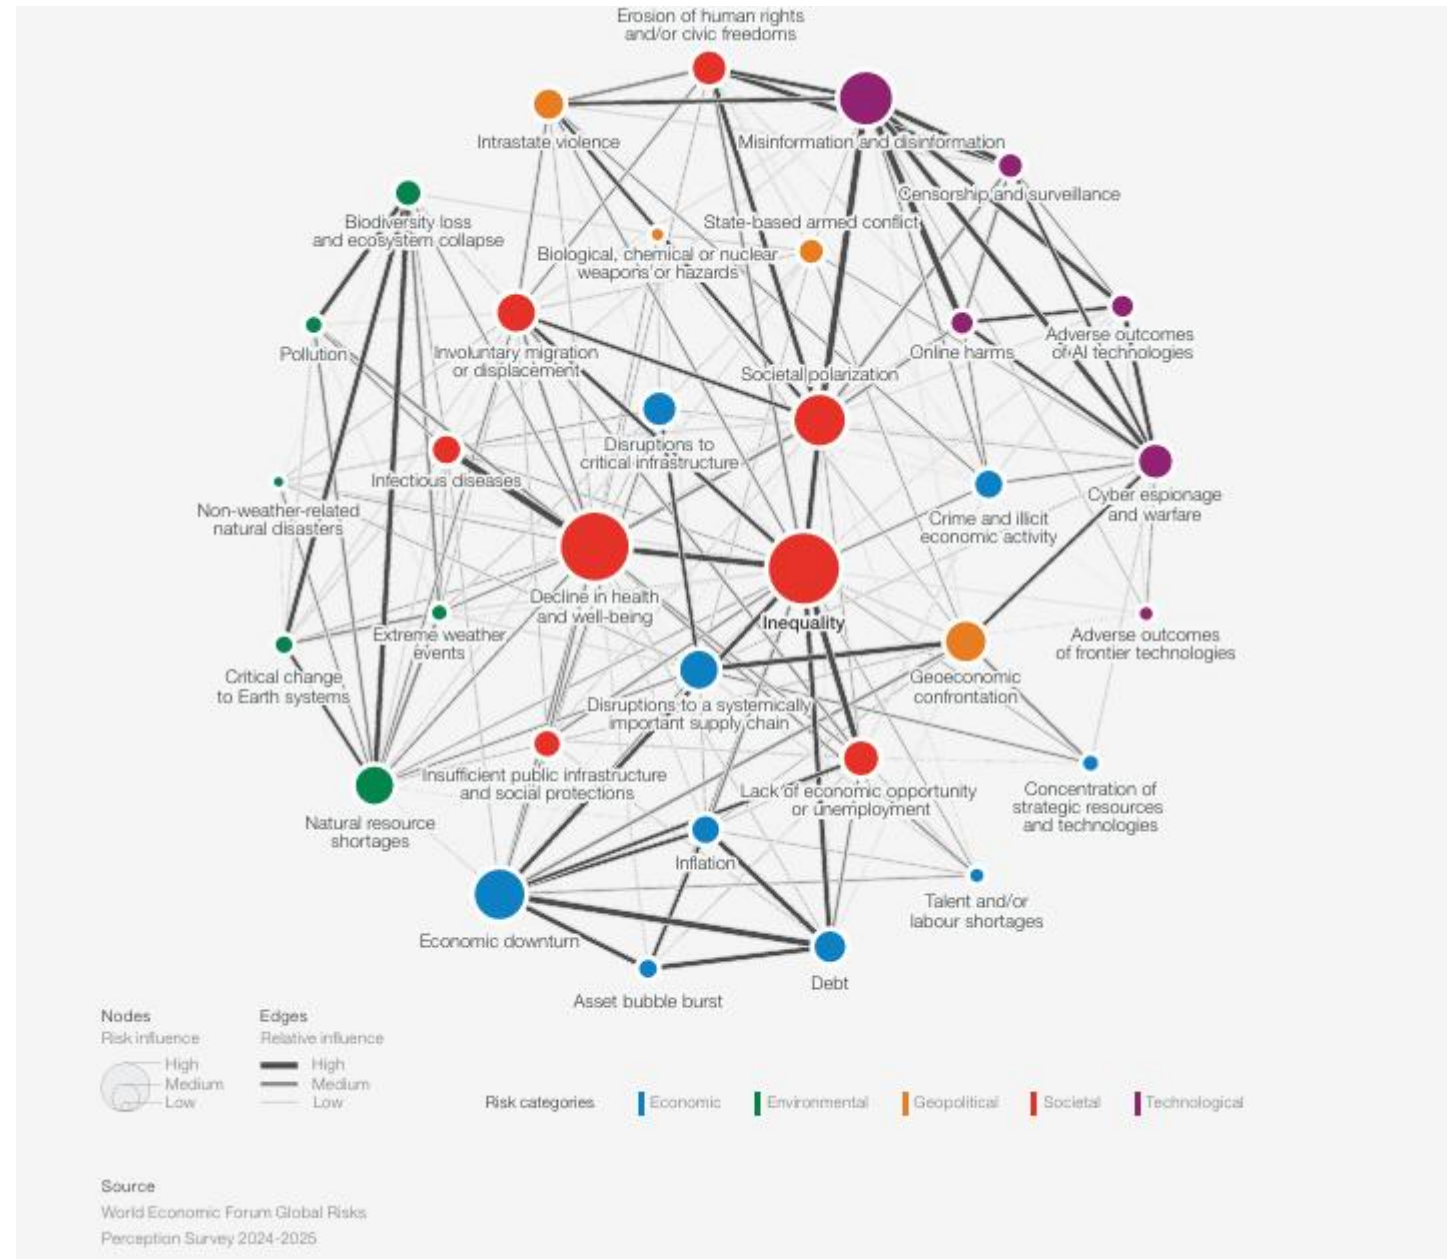 Erosion of human rights
and/or civic freedoms
Intrastate violence
Misinformation and disinformation
Censorship and surveillance
Biodiversity loss
and ecosystem collapse
State-based armed conflict
Biological, chemical or nuclear
weapons or hazards
Pollution
Involuntary migration
or displacement
Online harms
Adverse outcomes
of AI technologies
Societal polarization
Disruptions to
critical infrastructure
Infectious diseases
Non-weather-related
natural disasters
Crime and illicit
economic activity
Cyber espionage
and warfare
Decline in health
and well-being
Inequality
Extreme weather
events
Adverse outcomes
of frontier technologies
Critical change
to Earth systems
Geoeconomic
confrontation
Disruptions to a systemically
important supply chain
Insufficient public infrastructure
and social protections
Lack of economic opportunity
or unemployment
Concentration of
strategic resources
and technologies
Natural resource
shortages
Inflation
Talent and/or
labour shortages
Economic downturn
Debt
Asset bubble burst
Nodes
Risk influence
High
Medium
Low
Edges
Relative influence
High
Medium
Low
Risk categories
Economic
Environmental
Geopolitical
Societal
Technological
Source
World Economic Forum Global Risks
Perception Survey 2024-2025